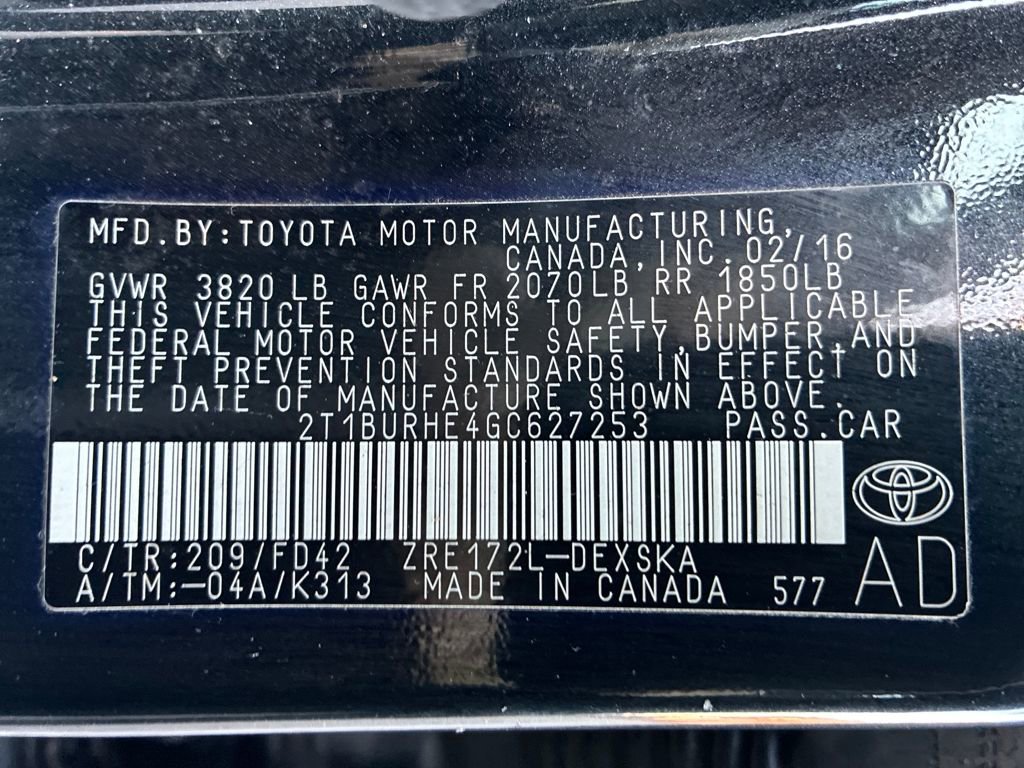 MFD.BY:TOYOTA MOTOR MANUFACTURING,
CANADA,INC.02/16
GVWR 3820LB GAWR FR 2070LB RR 1850LB
THIS VEHICLE CONFORMS TO ALL APPLICABLE
FEDERAL MOTOR VEHICLE SAFETY,BUMPER,AND
THEFT PREVENTION STANDARDS IN EFFECT ON
THE DATE OF MANUFACTURE SHOWN ABOVE.
2T1BURHE4GC627253 PASS.CAR
C/TR:209/FD42 ZRE172L-DEXSKA
A/TM:-04A/K313 MADE IN CANADA 577
AD